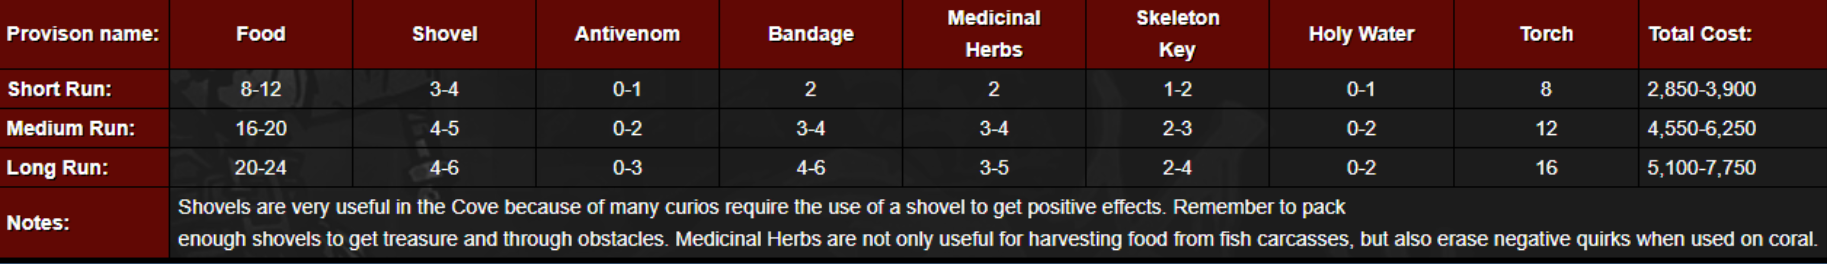 Provison name: Food Shovel Antivenom Bandage Medicinal Herbs Skeleton Key Holy Water Torch Total Cost:
Short Run: 8-12 3-4 0-1 2 2 1-2 0-1 8 2,850-3,900
Medium Run: 16-20 4-5 0-2 3-4 3-4 2-3 0-2 12 4,550-6,250
Long Run: 20-24 4-6 0-3 4-6 3-5 2-4 0-2 16 5,100-7,750
Notes: Shovels are very useful in the Cove because of many curios require the use of a shovel to get positive effects. Remember to pack
enough shovels to get treasure and through obstacles. Medicinal Herbs are not only useful for harvesting food from fish carcasses, but also erase negative quirks when used on coral.